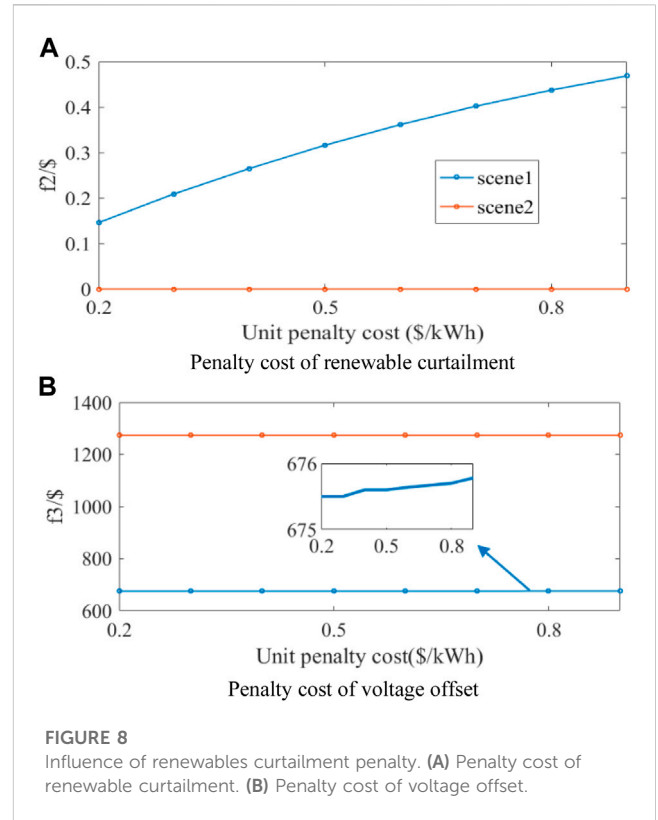 A
0.5
0.4
0.3
0.2
0.1
0
f2/$
scene1
scene2
0.2 0.5 0.8
Unit penalty cost ($/kWh)
Penalty cost of renewable curtailment
B
1400
1200
1000
800
600
f3/$
676
675
0.2 0.5 0.8
0.2 0.5 0.8
Unit penalty cost($/kWh)
Penalty cost of voltage offset
FIGURE 8
Influence of renewables curtailment penalty. (A) Penalty cost of
renewable curtailment. (B) Penalty cost of voltage offset.